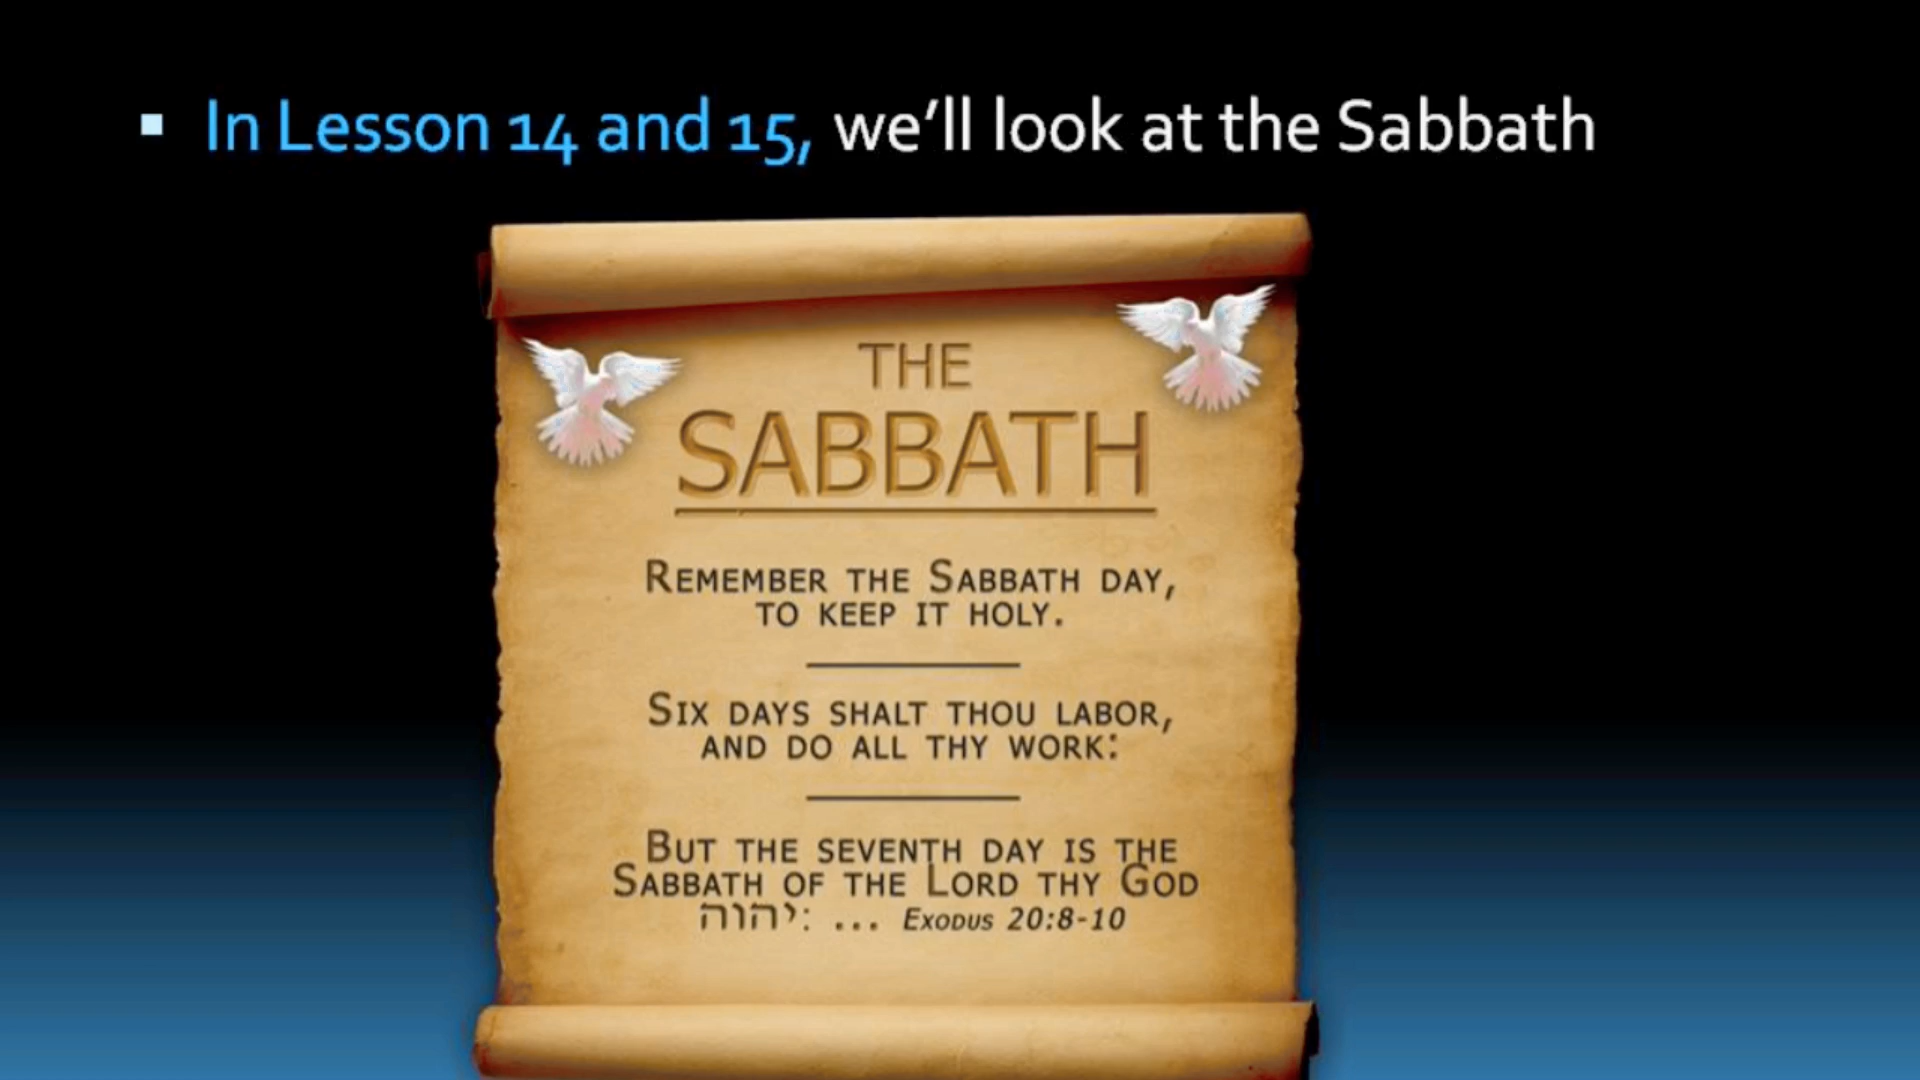 In Lesson 14 and 15, we'll look at the Sabbath
THE
SABBATH
REMEMBER THE SABBATH DAY,
TO KEEP IT HOLY.
SIX DAYS SHALT THOU LABOR,
AND DO ALL THY WORK:
BUT THE SEVENTH DAY IS THE
SABBATH OF THE LORD THY GOD
יהוה: ... EXODUS 20:8-10